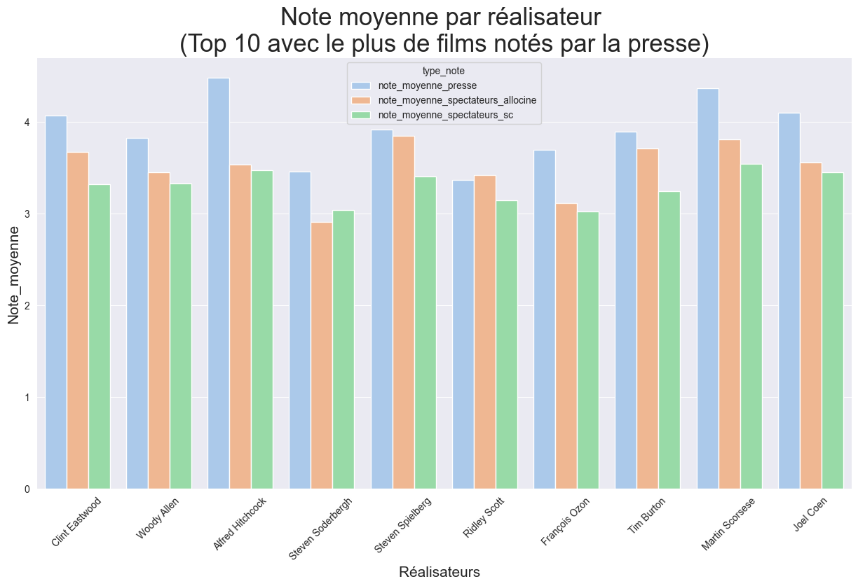 Note moyenne par réalisateur
(Top 10 avec le plus de films notés par la presse)
type_note
note_moyenne_presse
note_moyenne_spectateurs_allocine
note_moyenne_spectateurs_sc
Note_moyenne
4
3
2
1
0
Clint Eastwood
Woody Allen
Alfred Hitchcock
Steven Soderbergh
Steven Spielberg
Ridley Scott
François Ozon
Tim Burton
Martin Scorsese
Joel Coen
Réalisateurs